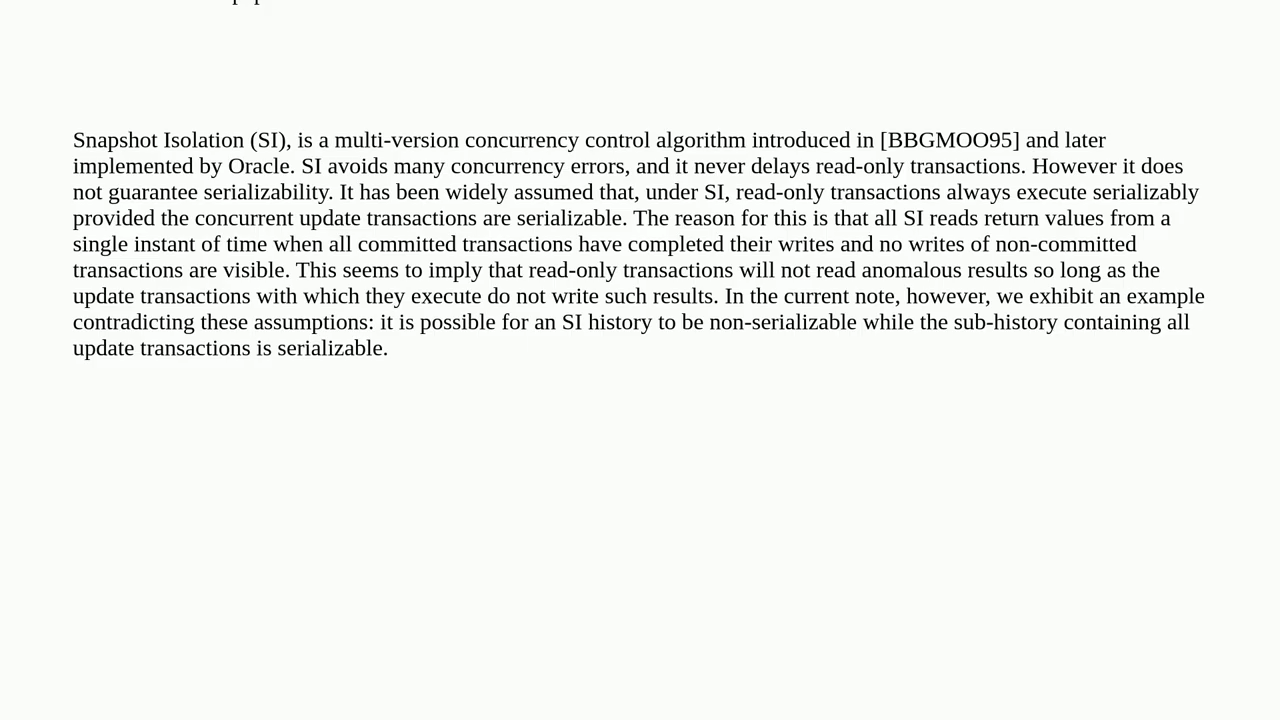 Snapshot Isolation (SI), is a multi-version concurrency control algorithm introduced in [BBGMOO95] and later
implemented by Oracle. SI avoids many concurrency errors, and it never delays read-only transactions. However it does
not guarantee serializability. It has been widely assumed that, under SI, read-only transactions always execute serializably
provided the concurrent update transactions are serializable. The reason for this is that all SI reads return values from a
single instant of time when all committed transactions have completed their writes and no writes of non-committed
transactions are visible. This seems to imply that read-only transactions will not read anomalous results so long as the
update transactions with which they execute do not write such results. In the current note, however, we exhibit an example
contradicting these assumptions: it is possible for an SI history to be non-serializable while the sub-history containing all
update transactions is serializable.